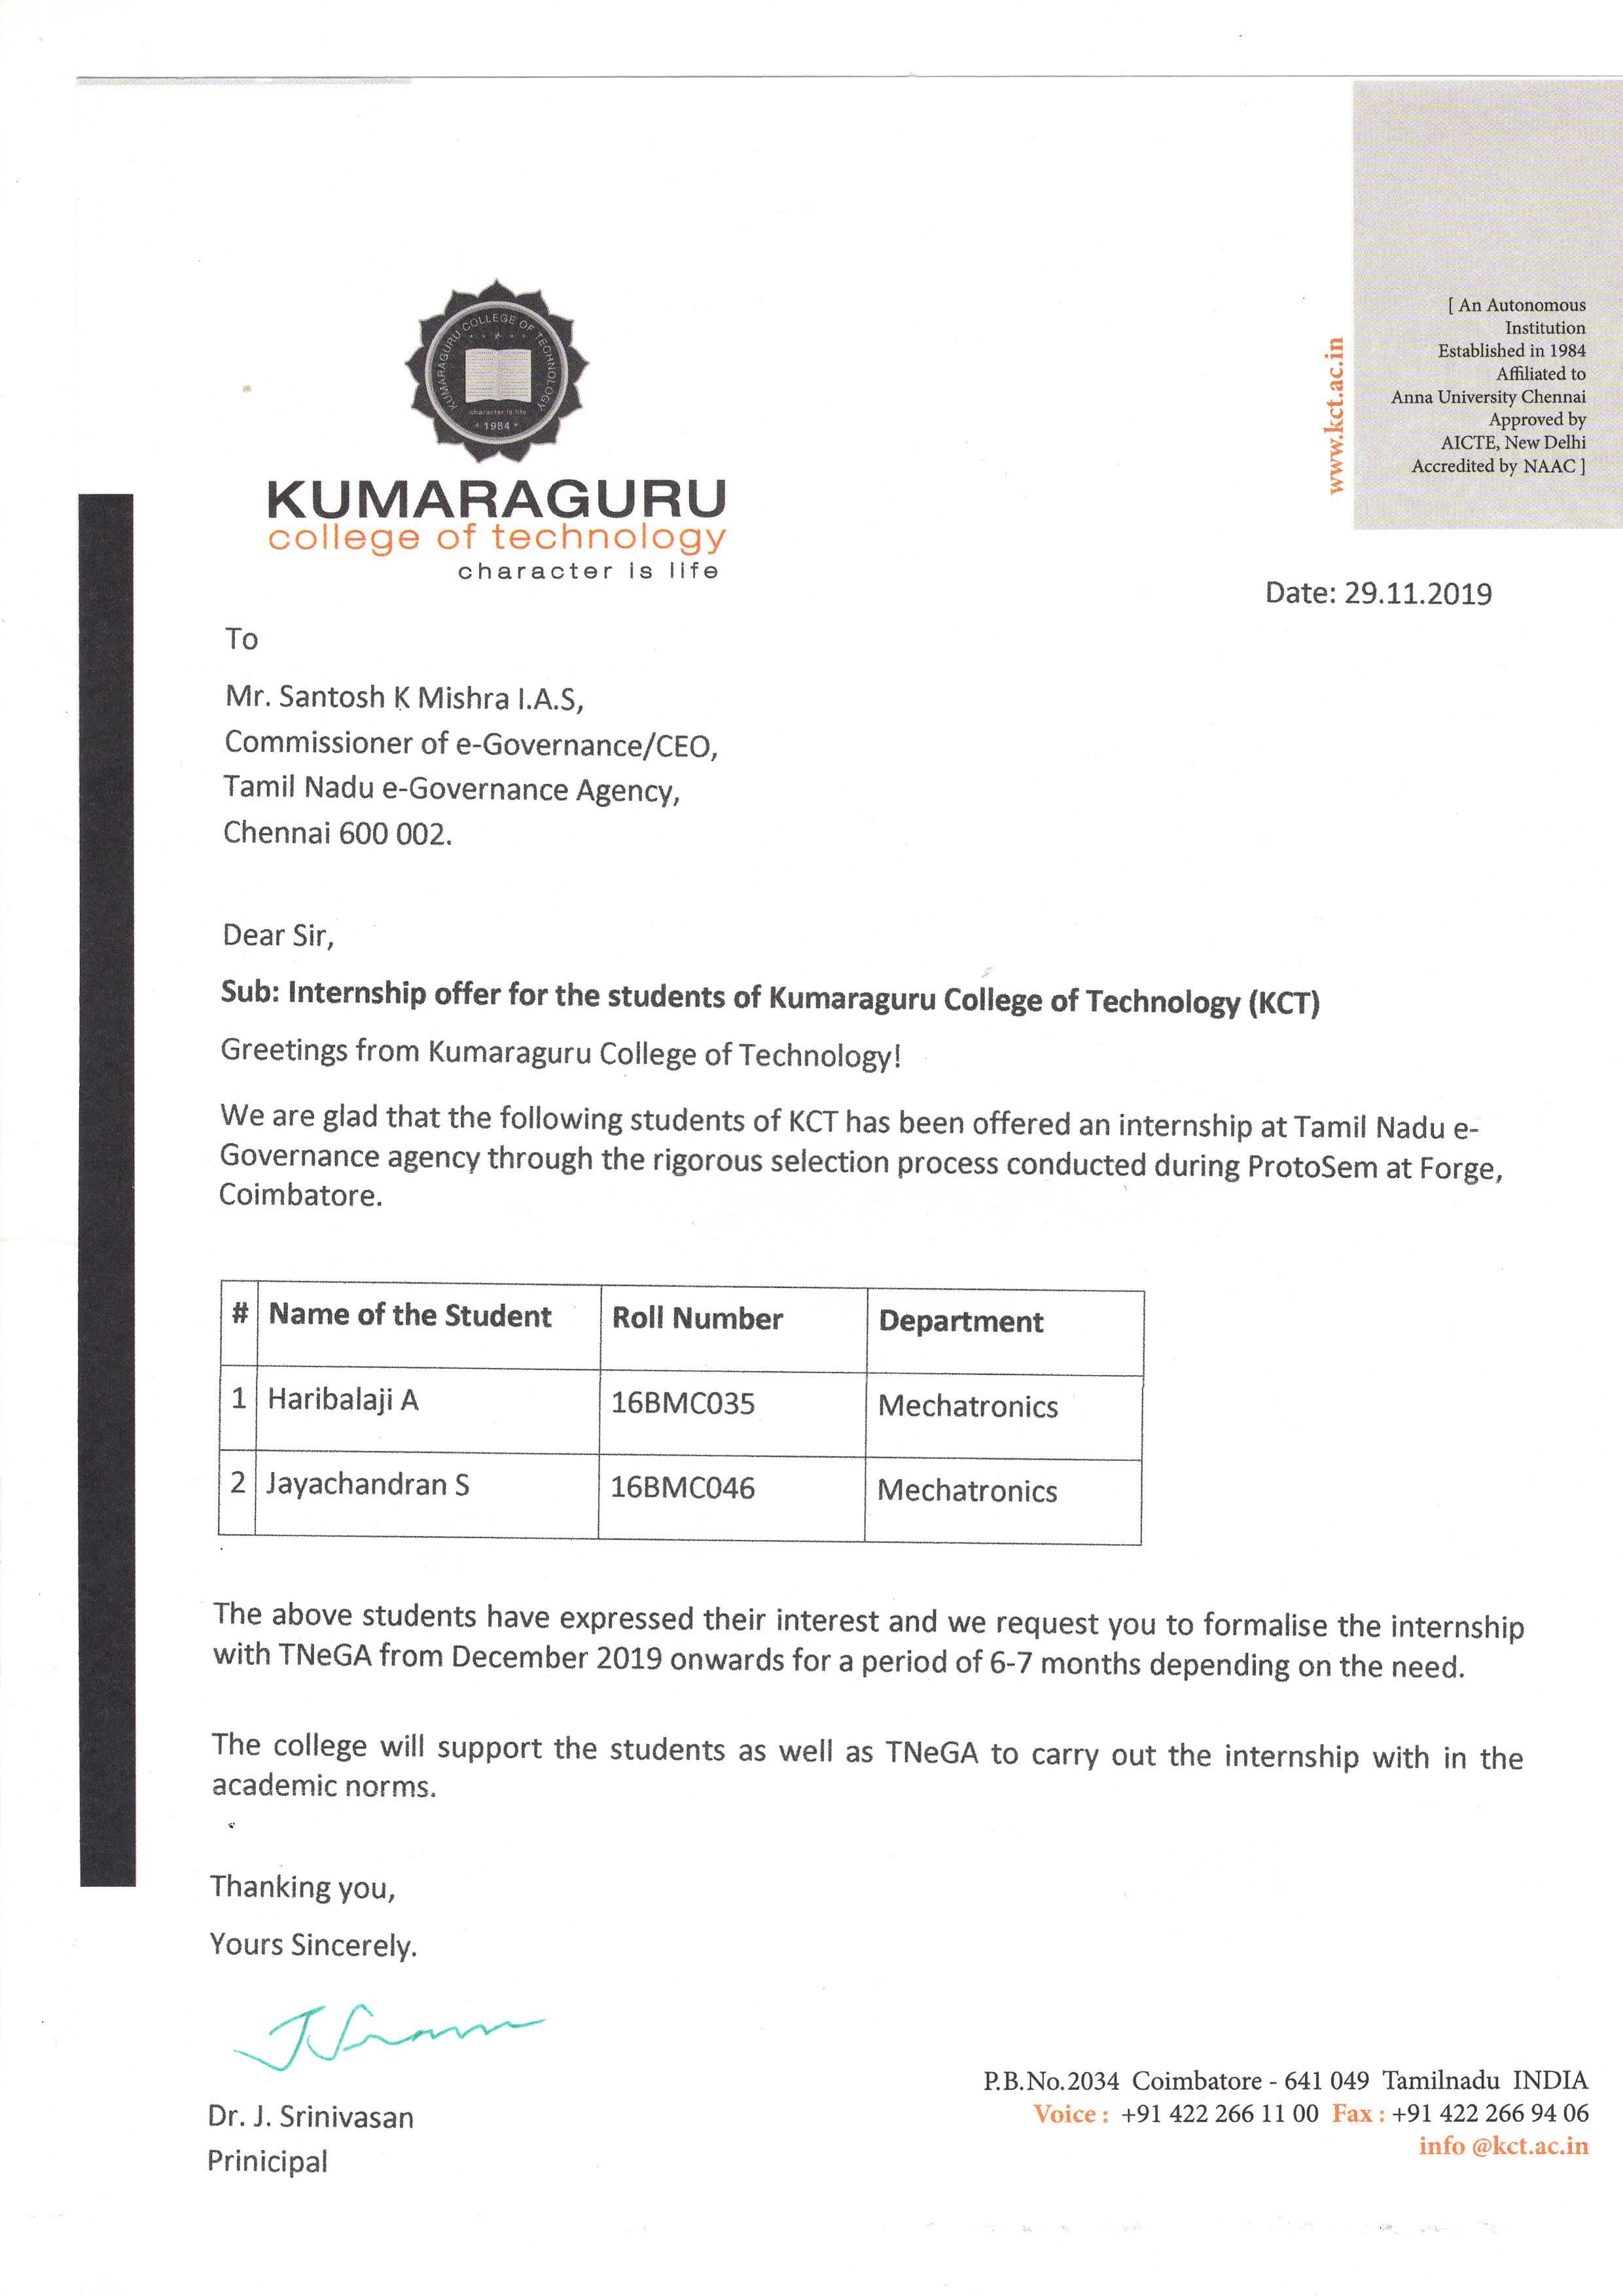 [ An Autonomous
Institution
Established in 1984
Affiliated to
Anna University Chennai
Approved by
AICTE, New Delhi
Accredited by NAAC ]
www.kct.ac.in
KUMARAGURU COLLEGE OF TECHNOLOGY
character is life
* 1984 *
KUMARAGURU
college of technology
character is life
Date: 29.11.2019
To
Mr. Santosh K Mishra I.A.S,
Commissioner of e-Governance/CEO,
Tamil Nadu e-Governance Agency,
Chennai 600 002.
Dear Sir,
Sub: Internship offer for the students of Kumaraguru College of Technology (KCT)
Greetings from Kumaraguru College of Technology!
We are glad that the following students of KCT has been offered an internship at Tamil Nadu e-
Governance agency through the rigorous selection process conducted during ProtoSem at Forge,
Coimbatore.
# Name of the Student Roll Number Department
1 Haribalaji A 16BMC035 Mechatronics
2 Jayachandran S 16BMC046 Mechatronics
The above students have expressed their interest and we request you to formalise the internship
with TNeGA from December 2019 onwards for a period of 6-7 months depending on the need.
The college will support the students as well as TNeGA to carry out the internship with in the
academic norms.
Thanking you,
Yours Sincerely.
Dr. J. Srinivasan
Prinicipal
P.B.No.2034 Coimbatore - 641 049 Tamilnadu INDIA
Voice : +91 422 266 11 00 Fax : +91 422 266 94 06
info @kct.ac.in